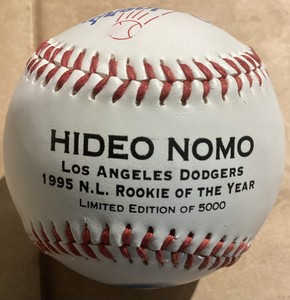 HIDEO NOMO
LOS ANGELES DODGERS
1995 N.L. ROOKIE OF THE YEAR
LIMITED EDITION OF 5000